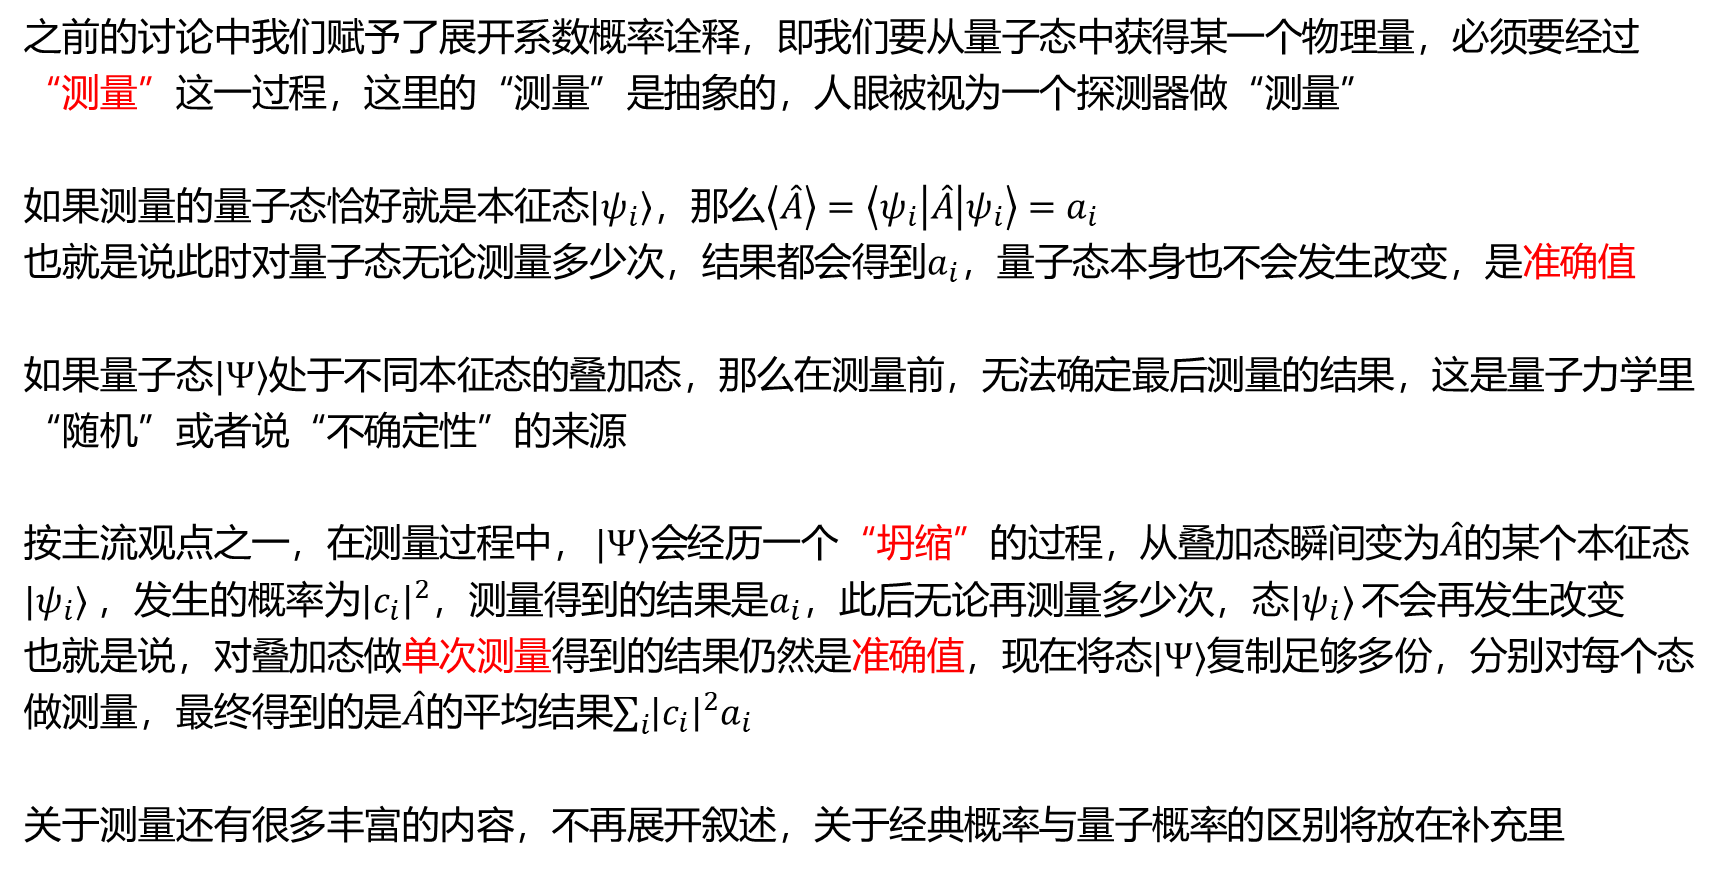 之前的讨论中我们赋予了展开系数概率诠释，即我们要从量子态中获得某一个物理量，必须要经过
“测量”这一过程，这里的“测量”是抽象的，人眼被视为一个探测器做“测量”
如果测量的量子态恰好就是本征态|ψᵢ⟩，那么⟨Â⟩ = ⟨ψᵢ|Â|ψᵢ⟩ = aᵢ
也就是说此时对量子态无论测量多少次，结果都会得到aᵢ，量子态本身也不会发生改变，是准确值
如果量子态|Ψ⟩处于不同本征态的叠加态，那么在测量前，无法确定最后测量的结果，这是量子力学里
“随机”或者说“不确定性”的来源
按主流观点之一，在测量过程中， |Ψ⟩会经历一个“坍缩”的过程，从叠加态瞬间变为Â的某个本征态
|ψᵢ⟩ ，发生的概率为|cᵢ|²，测量得到的结果是aᵢ，此后无论再测量多少次，态|ψᵢ⟩ 不会再发生改变
也就是说，对叠加态做单次测量得到的结果仍然是准确值，现在将态|Ψ⟩复制足够多份，分别对每个态
做测量，最终得到的是Â的平均结果∑ᵢ|cᵢ|²aᵢ
关于测量还有很多丰富的内容，不再展开叙述，关于经典概率与量子概率的区别将放在补充里